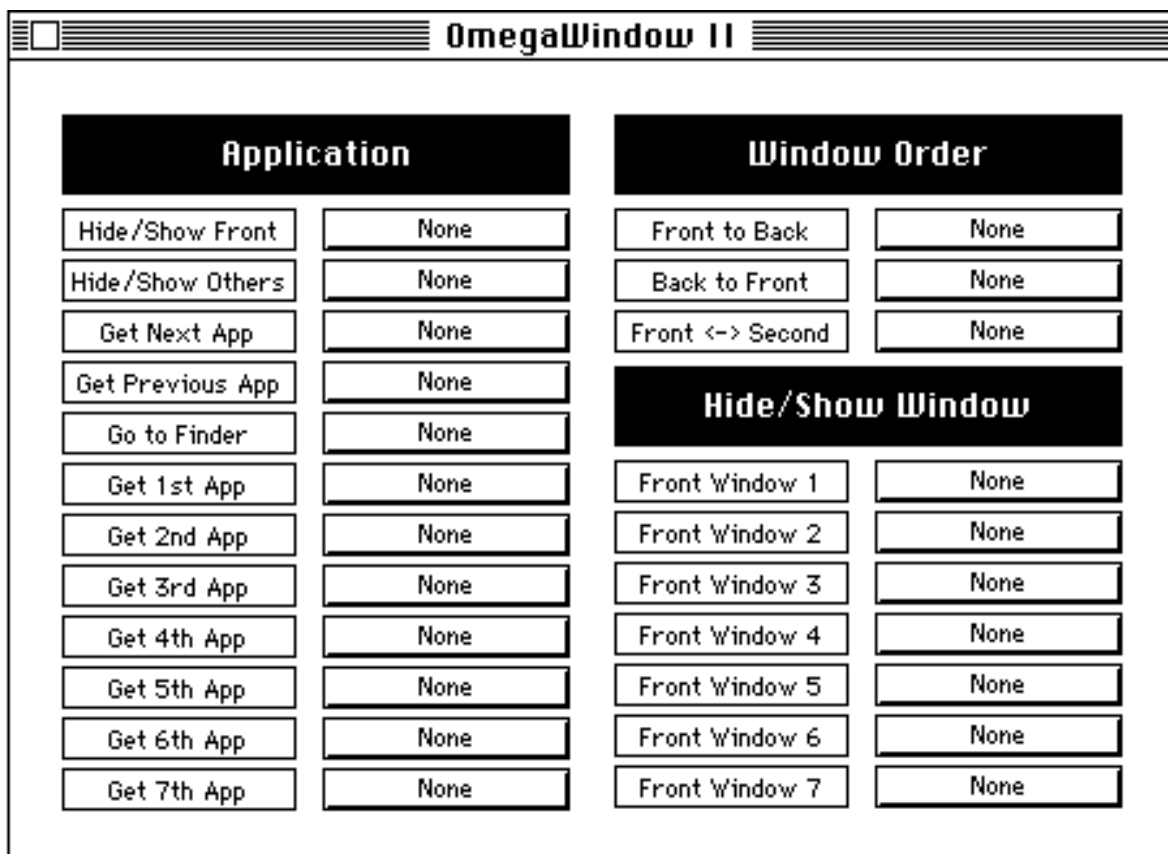 OmegaWindow II
Application
Hide/Show Front None
Hide/Show Others None
Get Next App None
Get Previous App None
Go to Finder None
Get 1st App None
Get 2nd App None
Get 3rd App None
Get 4th App None
Get 5th App None
Get 6th App None
Get 7th App None
Window Order
Front to Back None
Back to Front None
Front <-> Second None
Hide/Show Window
Front Window 1 None
Front Window 2 None
Front Window 3 None
Front Window 4 None
Front Window 5 None
Front Window 6 None
Front Window 7 None